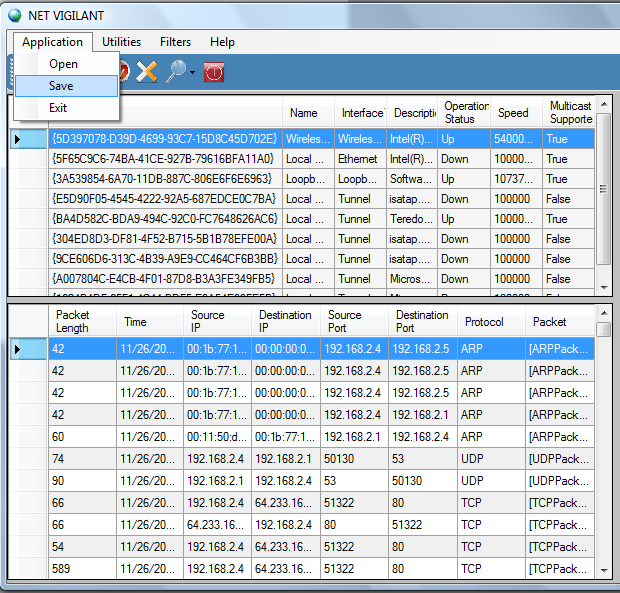 NET VIGILANT
Application Utilities Filters Help
Open
Save
Exit
Name Interface Descripti Operation Status Speed Multicast Supporte
{5D397078-D39D-4699-93C7-15D8C45D702E} Wireles... Wireles... Intel(R)... Up 54000... True
{5F65C9C6-74BA-41CE-927B-79616BFA11A0} Local ... Ethernet Intel(R)... Down 10000... True
{3A539854-6A70-11DB-887C-806E6F6E6963} Loopb... Loopb... Softwa... Up 10737... True
{E5D90F05-4545-4222-92A5-687EDCE0C7BA} Local ... Tunnel isatap.... Down 100000 False
{BA4D582C-BDA9-494C-92C0-FC7648626AC6} Local ... Tunnel Teredo... Up 10000... True
{304ED8D3-DF81-4F52-B715-5B1B78EFE00A} Local ... Tunnel isatap.... Down 100000 False
{9CE606D6-313C-4B39-A9E9-CC464CF6B3BB} Local ... Tunnel isatap.... Down 100000 False
{A007804C-E4CB-4F01-87D8-B3A3FE349FB5} Local ... Tunnel Micros... Down 100000 False
Packet Length Time Source IP Destination IP Source Port Destination Port Protocol Packet
42 11/26/20... 00:1b:77:1... 00:00:00:0... 192.168.2.4 192.168.2.5 ARP [ARPPack...
42 11/26/20... 00:1b:77:1... 00:00:00:0... 192.168.2.4 192.168.2.5 ARP [ARPPack...
42 11/26/20... 00:1b:77:1... 00:00:00:0... 192.168.2.4 192.168.2.5 ARP [ARPPack...
42 11/26/20... 00:1b:77:1... 00:00:00:0... 192.168.2.4 192.168.2.1 ARP [ARPPack...
60 11/26/20... 00:11:50:d... 00:1b:77:1... 192.168.2.1 192.168.2.4 ARP [ARPPack...
74 11/26/20... 192.168.2.4 192.168.2.1 50130 53 UDP [UDPPack...
90 11/26/20... 192.168.2.1 192.168.2.4 53 50130 UDP [UDPPack...
66 11/26/20... 192.168.2.4 64.233.16... 51322 80 TCP [TCPPack...
66 11/26/20... 64.233.16... 192.168.2.4 80 51322 TCP [TCPPack...
54 11/26/20... 192.168.2.4 64.233.16... 51322 80 TCP [TCPPack...
589 11/26/20... 192.168.2.4 64.233.16... 51322 80 TCP [TCPPack...